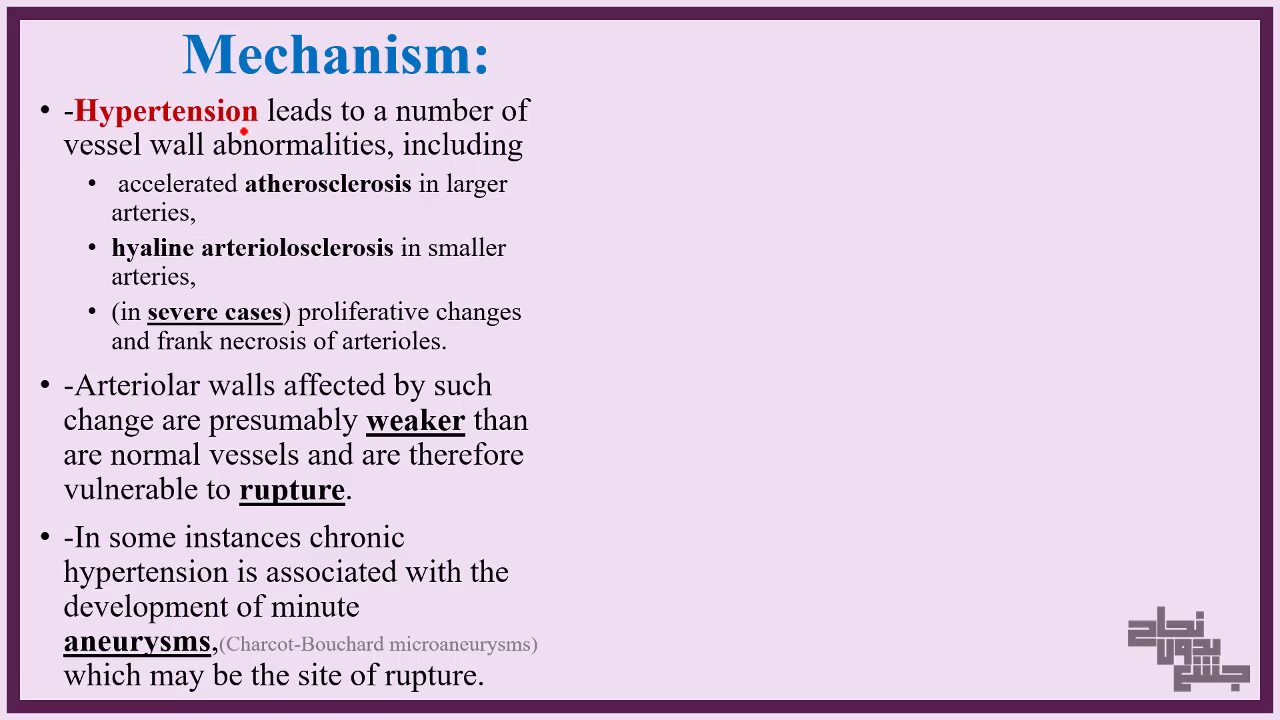 Mechanism:
• -Hypertension leads to a number of
vessel wall abnormalities, including
• accelerated atherosclerosis in larger
arteries,
• hyaline arteriolosclerosis in smaller
arteries,
• (in severe cases) proliferative changes
and frank necrosis of arterioles.
• -Arteriolar walls affected by such
change are presumably weaker than
are normal vessels and are therefore
vulnerable to rupture.
• -In some instances chronic
hypertension is associated with the
development of minute
aneurysms,(Charcot-Bouchard microaneurysms)
which may be the site of rupture.
نجاح
بدون
جشع